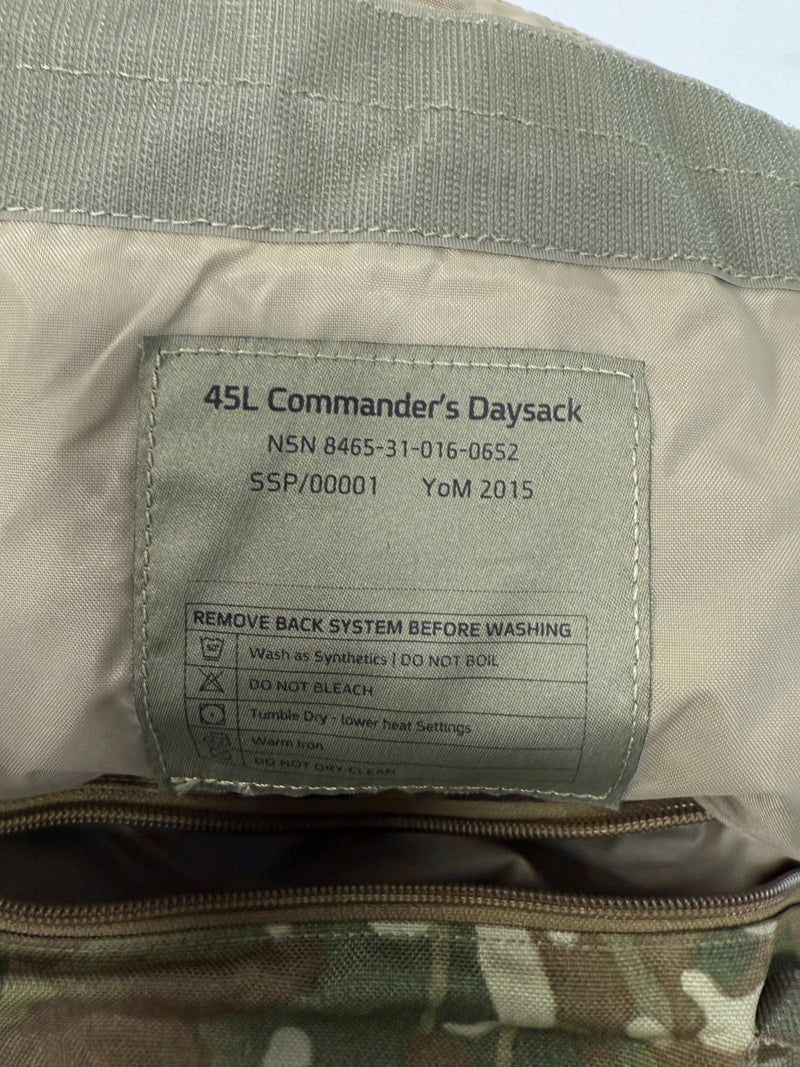 45L Commander's Daysack
NSN 8465-31-016-0652
SSP/00001 YoM 2015
REMOVE BACK SYSTEM BEFORE WASHING
Wash as Synthetics | DO NOT BOIL
DO NOT BLEACH
Tumble Dry - lower heat Settings
Warm Iron
DO NOT DRY CLEAN